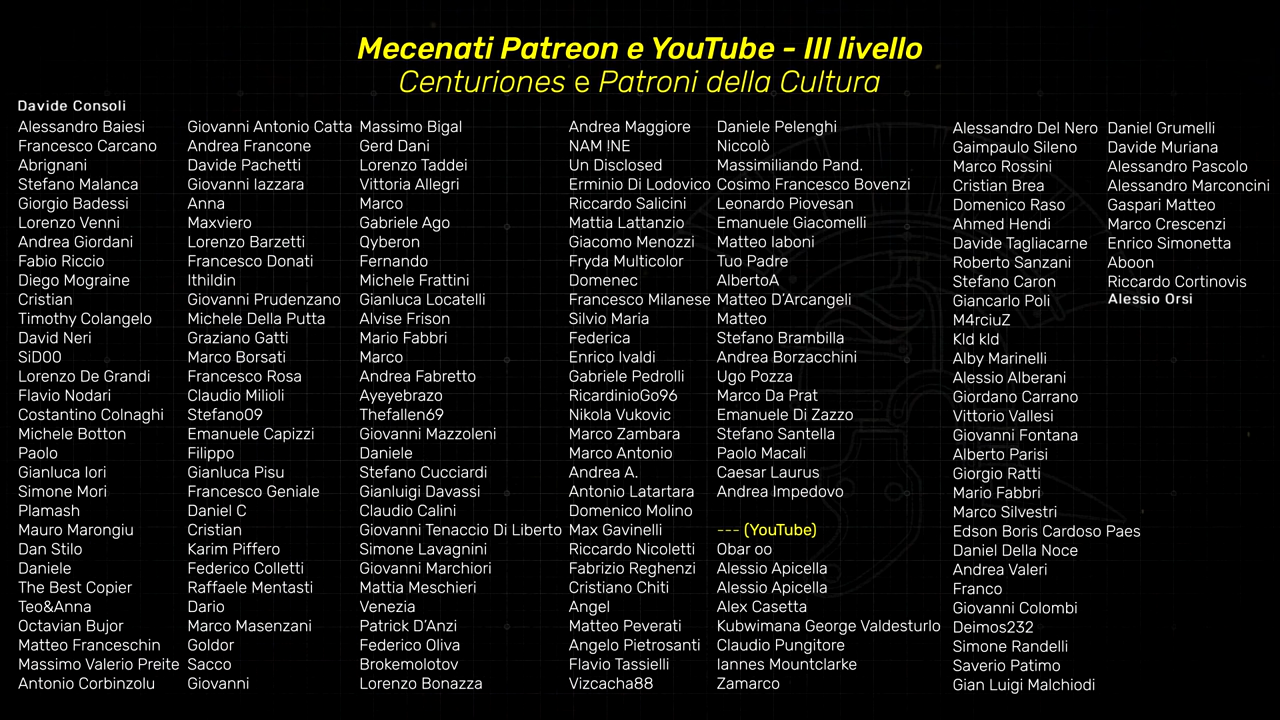 Mecenati Patreon e YouTube - III livello
Centuriones e Patroni della Cultura
Davide Consoli
Alessandro Baiesi
Francesco Carcano
Abrignani
Stefano Malanca
Giorgio Badessi
Lorenzo Venni
Andrea Giordani
Fabio Riccio
Diego Mograine
Cristian
Timothy Colangelo
David Neri
SiD00
Lorenzo De Grandi
Flavio Nodari
Costantino Colnaghi
Michele Botton
Paolo
Gianluca Iori
Simone Mori
Plamash
Mauro Marongiu
Dan Stilo
Daniele
The Best Copier
Teo&Anna
Octavian Bujor
Matteo Franceschin
Massimo Valerio Preite
Antonio Corbinzolu
Giovanni Antonio Catta
Andrea Francone
Davide Pachetti
Giovanni Iazzara
Anna
Maxviero
Lorenzo Barzetti
Francesco Donati
Ithildin
Giovanni Prudenzano
Michele Della Putta
Graziano Gatti
Marco Borsati
Francesco Rosa
Claudio Milioli
Stefano09
Emanuele Capizzi
Filippo
Gianluca Pisu
Francesco Geniale
Daniel C
Cristian
Karim Piffero
Federico Colletti
Raffaele Mentasti
Dario
Marco Masenzani
Goldor
Sacco
Giovanni
Massimo Bigal
Gerd Dani
Lorenzo Taddei
Vittoria Allegri
Marco
Gabriele Ago
Qyberon
Fernando
Michele Frattini
Gianluca Locatelli
Alvise Frison
Mario Fabbri
Marco
Andrea Fabretto
Ayeyebrazo
Thefallen69
Giovanni Mazzoleni
Daniele
Stefano Cucciardi
Gianluigi Davassi
Claudio Calini
Giovanni Tenaccio Di Liberto
Simone Lavagnini
Giovanni Marchiori
Mattia Meschieri
Venezia
Patrick D'Anzi
Federico Oliva
Brokemolotov
Lorenzo Bonazza
Andrea Maggiore
NAM !NE
Un Disclosed
Erminio Di Lodovico
Riccardo Salicini
Mattia Lattanzio
Giacomo Menozzi
Fryda Multicolor
Domenec
Francesco Milanese
Silvio Maria
Federica
Enrico Ivaldi
Gabriele Pedrolli
RicardinioGo96
Nikola Vukovic
Marco Zambara
Marco Antonio
Andrea A.
Antonio Latartara
Domenico Molino
Max Gavinelli
Riccardo Nicoletti
Fabrizio Reghenzi
Cristiano Chiti
Angel
Matteo Peverati
Angelo Pietrosanti
Flavio Tassielli
Vizcacha88
Daniele Pelenghi
Niccolò
Massimiliando Pand.
Cosimo Francesco Bovenzi
Leonardo Piovesan
Emanuele Giacomelli
Matteo Iaboni
Tuo Padre
AlbertoA
Matteo D'Arcangeli
Matteo
Stefano Brambilla
Andrea Borzacchini
Ugo Pozza
Marco Da Prat
Emanuele Di Zazzo
Stefano Santella
Paolo Macali
Caesar Laurus
Andrea Impedovo
--- (YouTube)
Obar oo
Alessio Apicella
Alessio Apicella
Alex Casetta
Kubwimana George Valdesturlo
Claudio Pungitore
Iannes Mountclarke
Zamarco
Alessandro Del Nero
Gaimpaulo Sileno
Marco Rossini
Cristian Brea
Domenico Raso
Ahmed Hendi
Davide Tagliacarne
Roberto Sanzani
Stefano Caron
Giancarlo Poli
M4rciuZ
Kld kld
Alby Marinelli
Alessio Alberani
Giordano Carrano
Vittorio Vallesi
Giovanni Fontana
Alberto Parisi
Giorgio Ratti
Mario Fabbri
Marco Silvestri
Edson Boris Cardoso Paes
Daniel Della Noce
Andrea Valeri
Franco
Giovanni Colombi
Deimos232
Simone Randelli
Saverio Patimo
Gian Luigi Malchiodi
Daniel Grumelli
Davide Muriana
Alessandro Pascolo
Alessandro Marconcini
Gaspari Matteo
Marco Crescenzi
Enrico Simonetta
Aboon
Riccardo Cortinovis
Alessio Orsi